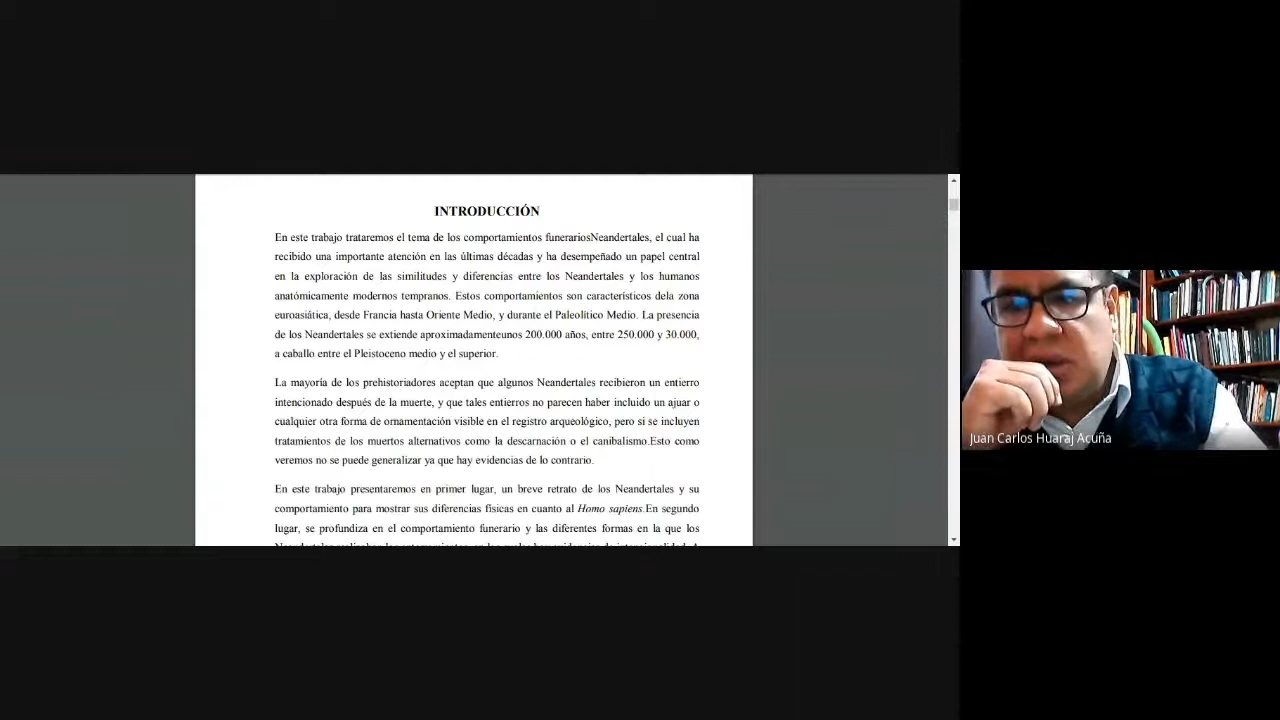 INTRODUCCIÓN
En este trabajo trataremos el tema de los comportamientos funerariosNeandertales, el cual ha
recibido una importante atención en las últimas décadas y ha desempeñado un papel central
en la exploración de las similitudes y diferencias entre los Neandertales y los humanos
anatómicamente modernos tempranos. Estos comportamientos son característicos dela zona
euroasiática, desde Francia hasta Oriente Medio, y durante el Paleolítico Medio. La presencia
de los Neandertales se extiende aproximadamenteunos 200.000 años, entre 250.000 y 30.000,
a caballo entre el Pleistoceno medio y el superior.
La mayoría de los prehistoriadores aceptan que algunos Neandertales recibieron un entierro
intencionado después de la muerte, y que tales entierros no parecen haber incluido un ajuar o
cualquier otra forma de ornamentación visible en el registro arqueológico, pero sí se incluyen
tratamientos de los muertos alternativos como la descarnación o el canibalismo.Esto como
veremos no se puede generalizar ya que hay evidencias de lo contrario.
En este trabajo presentaremos en primer lugar, un breve retrato de los Neandertales y su
comportamiento para mostrar sus diferencias físicas en cuanto al Homo sapiens.En segundo
lugar, se profundiza en el comportamiento funerario y las diferentes formas en la que los
Juan Carlos Huaraj Acuña